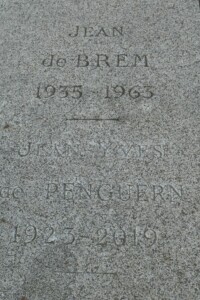 JEAN
de BREM
1935 - 1963
JEAN YVES
de PENGUERN
1923-2019